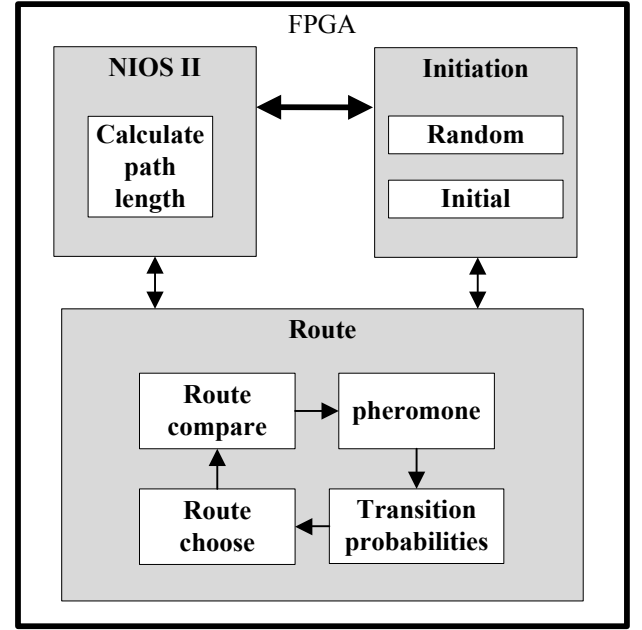 FPGA
NIOS II
Calculate
path
length
Initiation
Random
Initial
Route
Route
compare
pheromone
Route
choose
Transition
probabilities